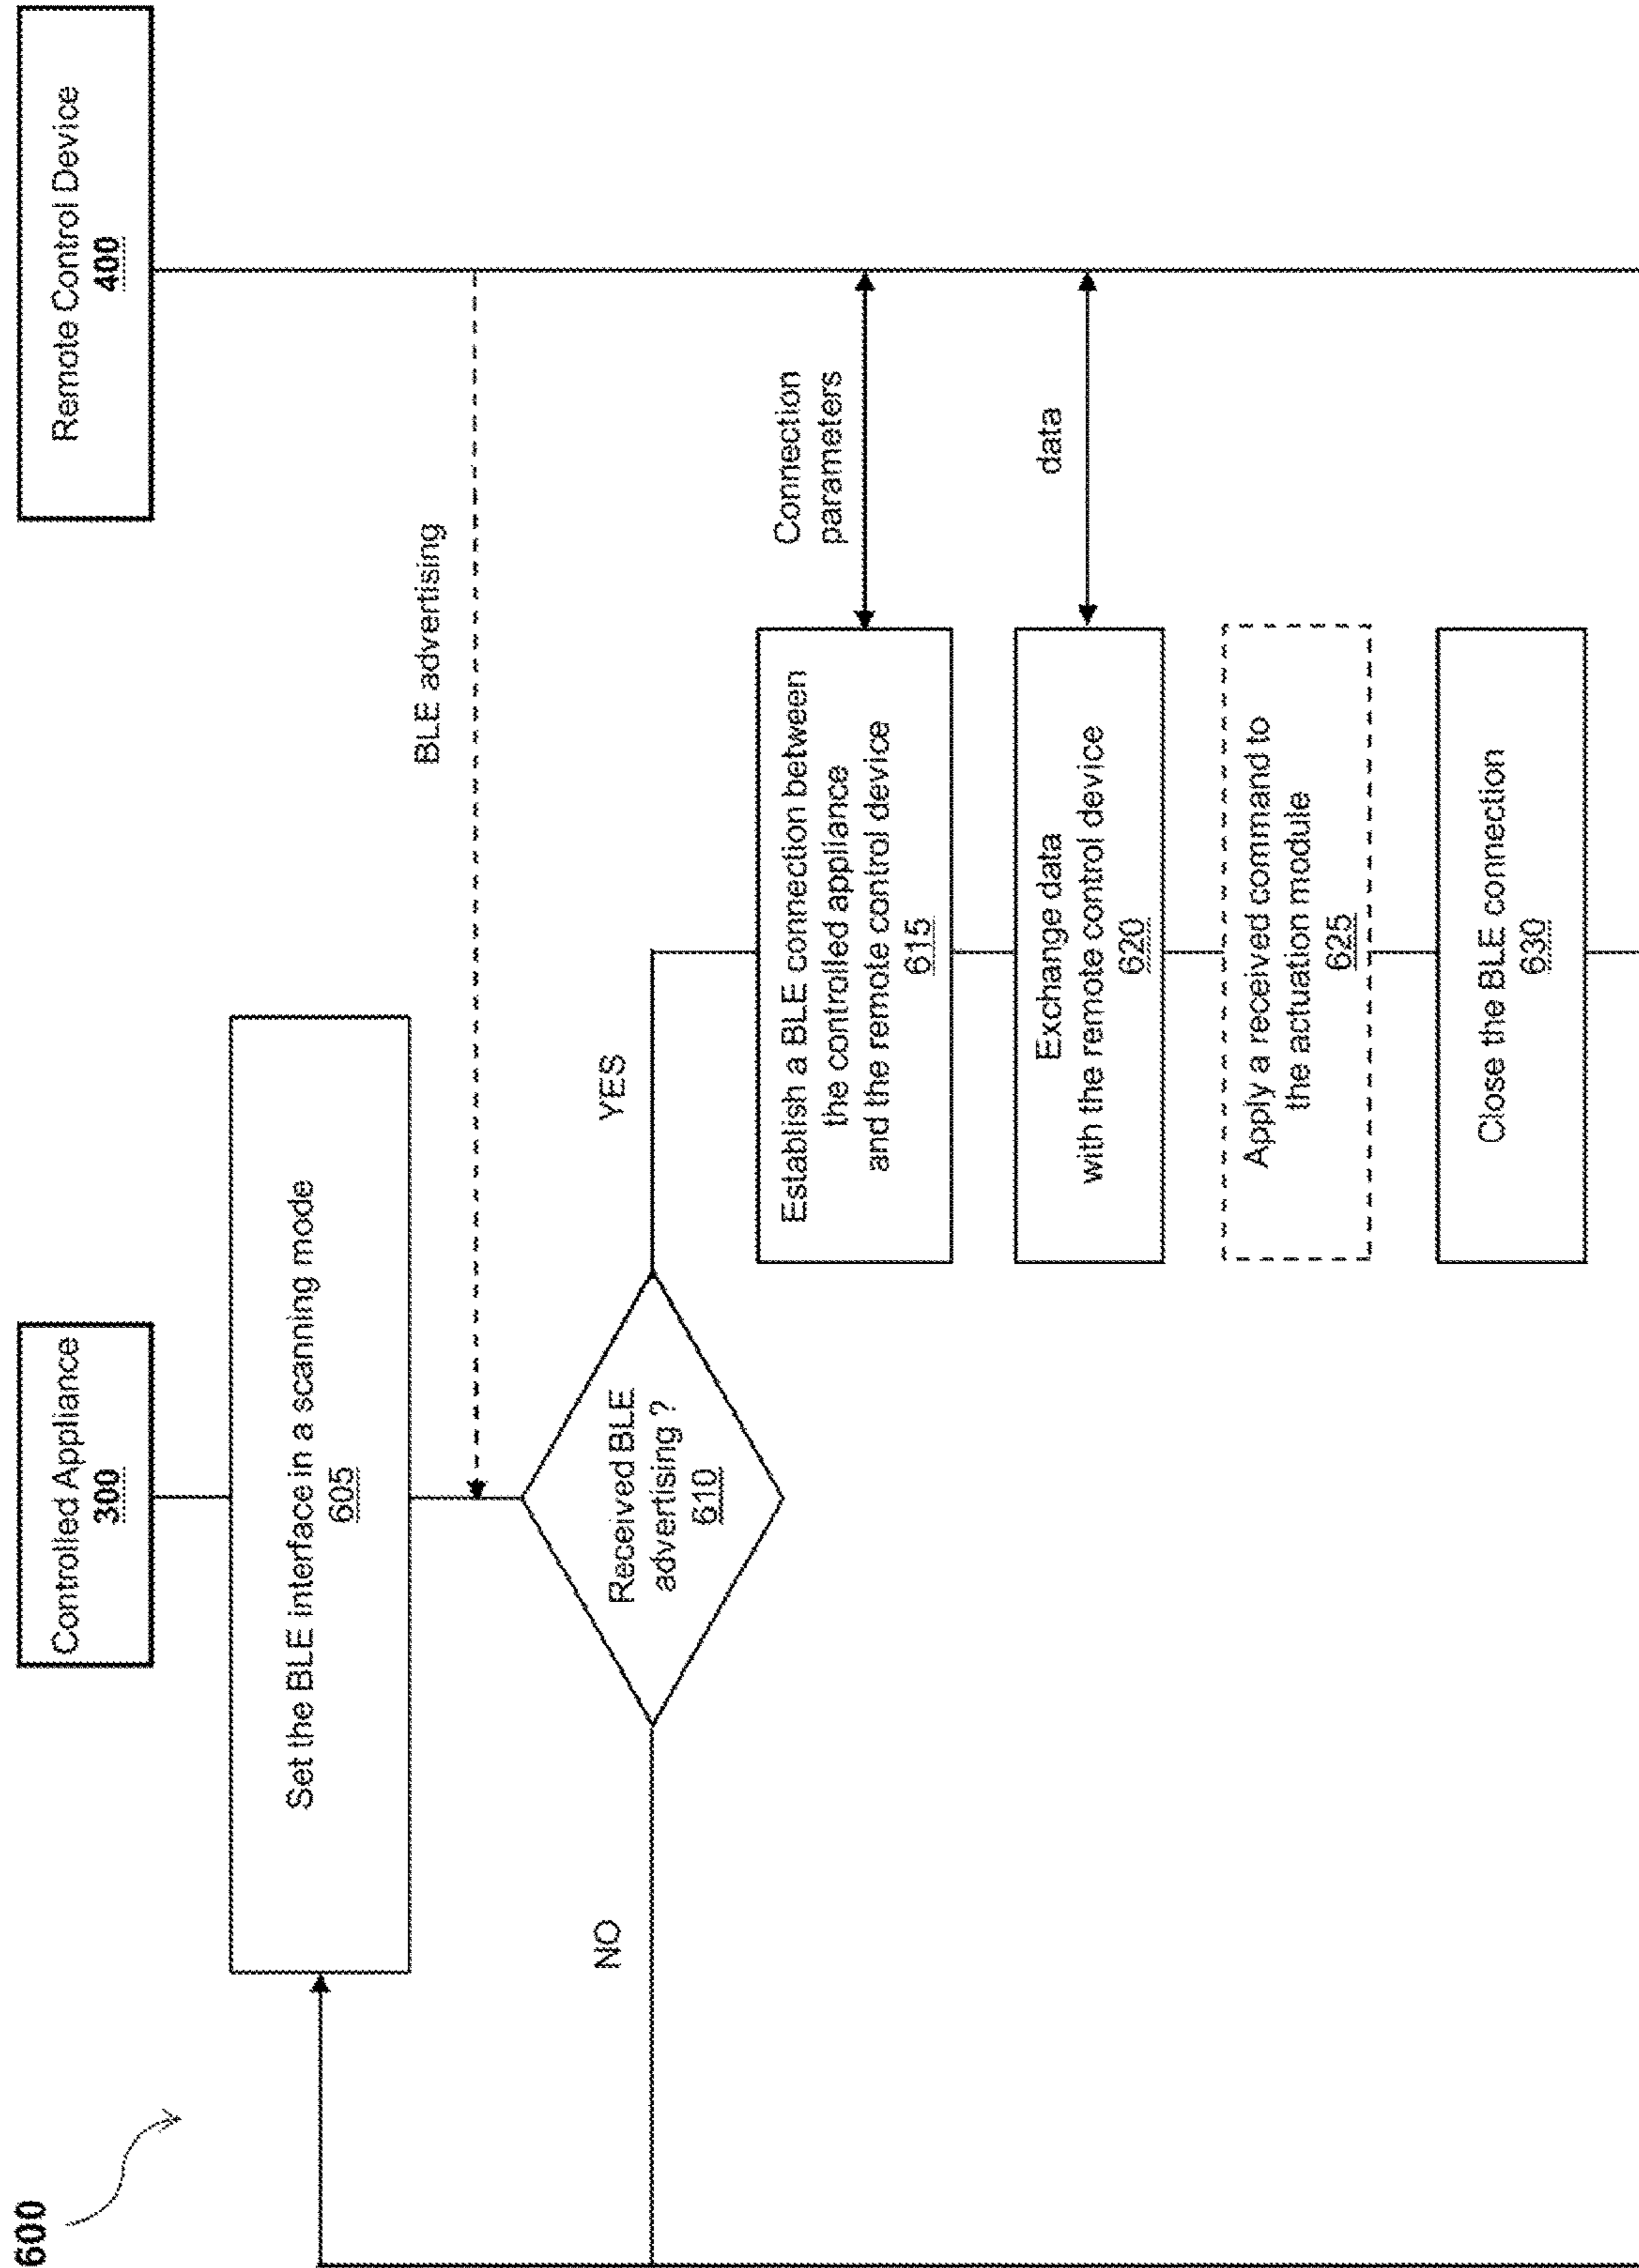 600
Controlled Appliance
300
Remote Control Device
400
Set the BLE interface in a scanning mode
605
BLE advertising
Received BLE
advertising ?
610
NO
YES
Establish a BLE connection between
the controlled appliance
and the remote control device
615
Connection
parameters
Exchange data
with the remote control device
620
data
Apply a received command to
the actuation module
625
Close the BLE connection
630